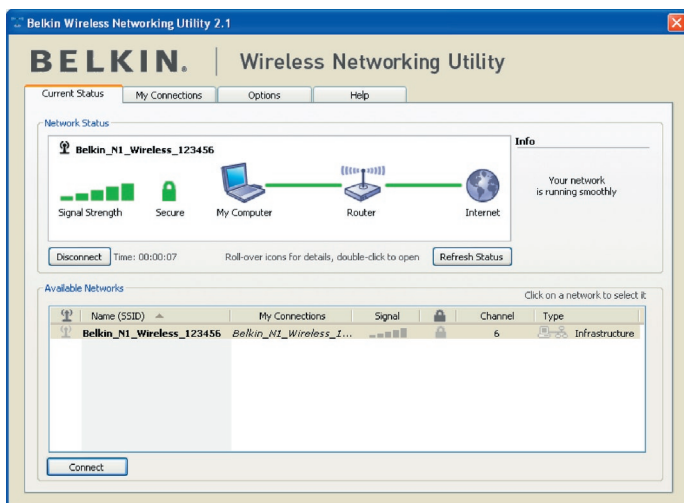 Belkin Wireless Networking Utility 2.1
BELKIN. | Wireless Networking Utility
Current Status My Connections Options Help
Network Status
Belkin_N1_Wireless_123456
Signal Strength Secure My Computer Router Internet
Info
Your network
is running smoothly
Disconnect Time: 00:00:07 Roll-over icons for details, double-click to open Refresh Status
Available Networks
Click on a network to select it
Name (SSID) My Connections Signal Channel Type
Belkin_N1_Wireless_123456 Belkin_N1_Wireless_1... 6 Infrastructure
Connect